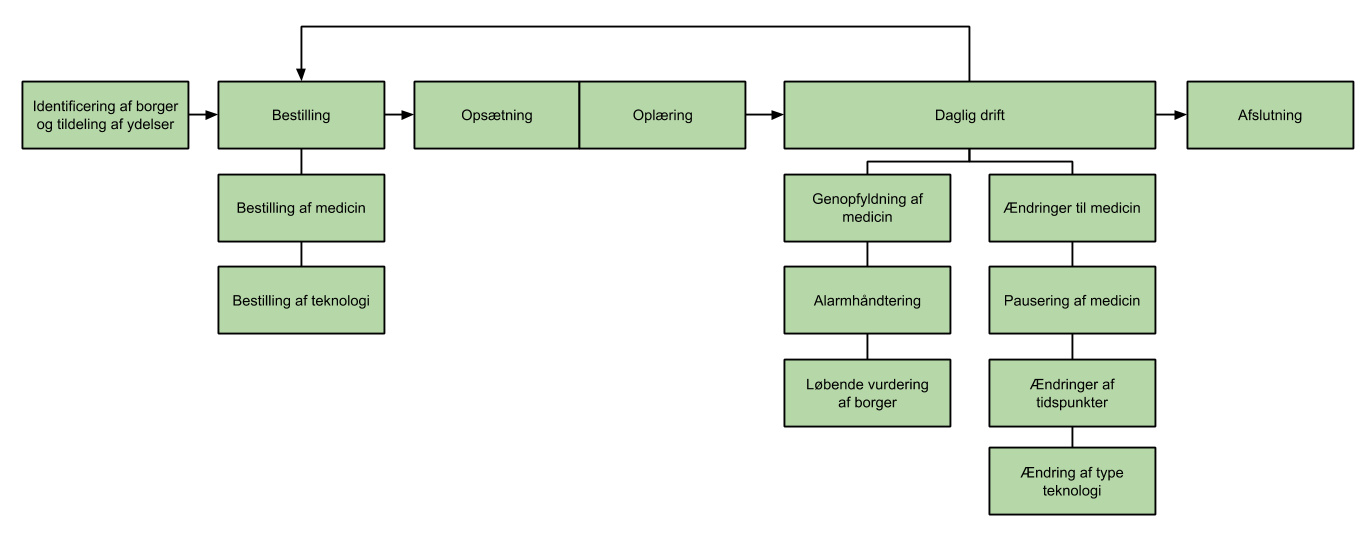 Identificering af borger
og tildeling af ydelser
Bestilling
Opsætning
Oplæring
Daglig drift
Afslutning
Bestilling af medicin
Bestilling af teknologi
Genopfyldning af
medicin
Alarmhåndtering
Løbende vurdering
af borger
Ændringer til medicin
Pausering af medicin
Ændringer af
tidspunkter
Ændring af type
teknologi